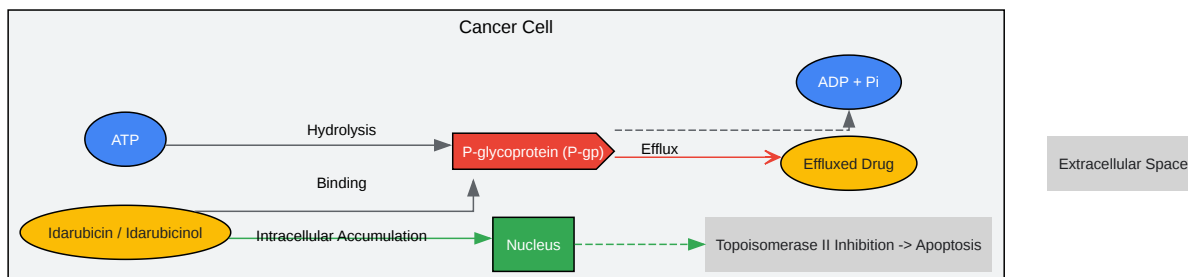 Cancer Cell
ADP + Pi
ATP
Hydrolysis
P-glycoprotein (P-gp)
Efflux
Effluxed Drug
Extracellular Space
Binding
Idarubicin / Idarubicinol
Intracellular Accumulation
Nucleus
Topoisomerase II Inhibition -> Apoptosis